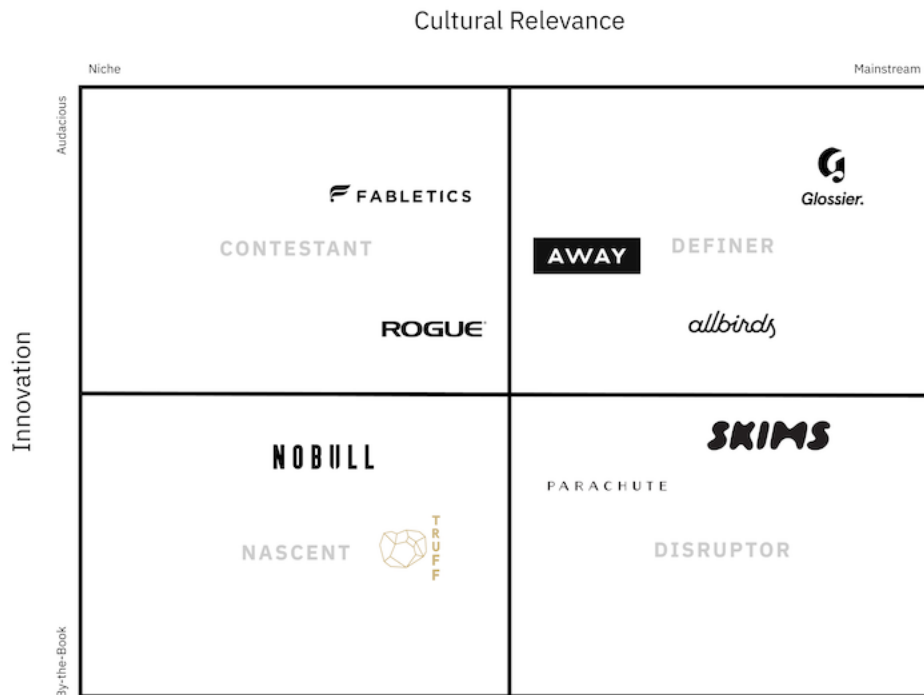 Cultural Relevance
Niche
Mainstream
Audacious
FABLETICS
Glossier.
CONTESTANT
AWAY
DEFINER
ROGUE
allbirds
Innovation
SKIMS
NOBULL
PARACHUTE
NASCENT
TRUFF
DISRUPTOR
By-the-Book